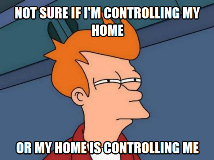 NOT SURE IF I'M CONTROLLING MY
HOME
OR MY HOME IS CONTROLLING ME